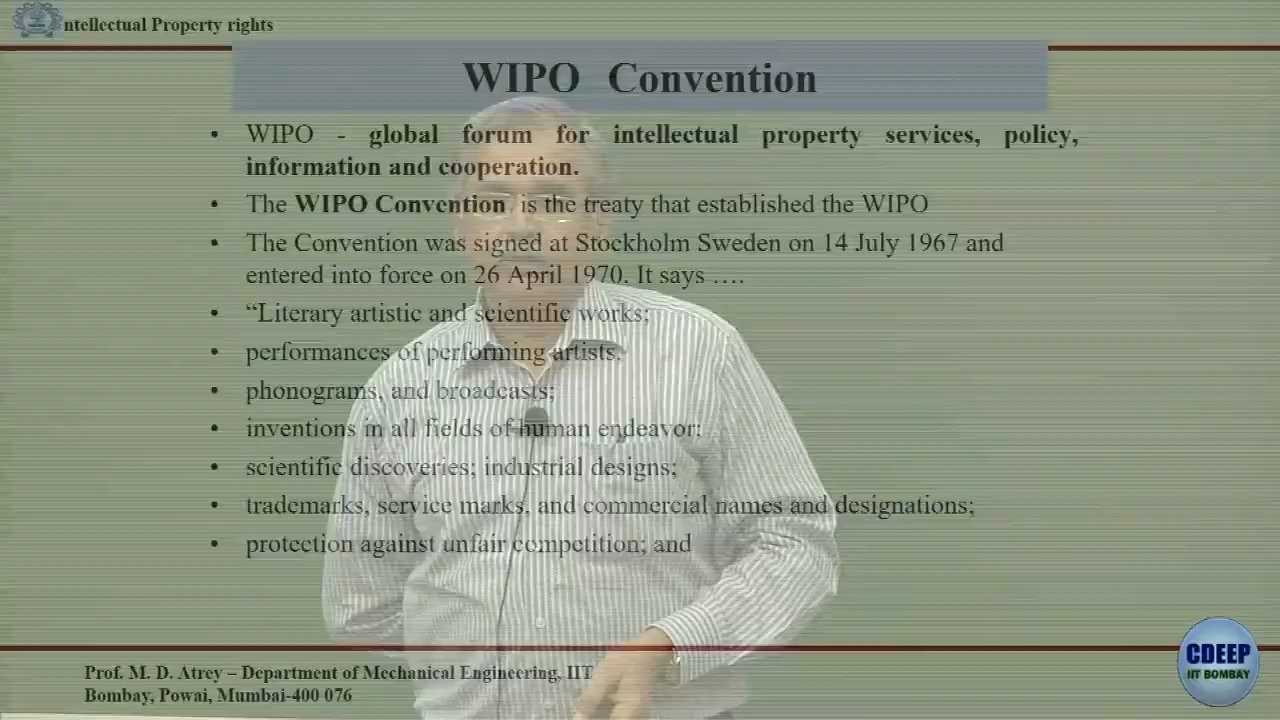 ntellectual Property rights
WIPO Convention
• WIPO - global forum for intellectual property services, policy,
information and cooperation.
• The WIPO Convention is the treaty that established the WIPO
• The Convention was signed at Stockholm Sweden on 14 July 1967 and
entered into force on 26 April 1970. It says ….
• “Literary artistic and scientific works;
• performances of performing artists,
• phonograms, and broadcasts;
• inventions in all fields of human endeavor;
• scientific discoveries; industrial designs;
• trademarks, service marks, and commercial names and designations;
• protection against unfair competition; and
Prof. M. D. Atrey – Department of Mechanical Engineering, IIT
Bombay, Powai, Mumbai-400 076
CDEEP
IIT BOMBAY